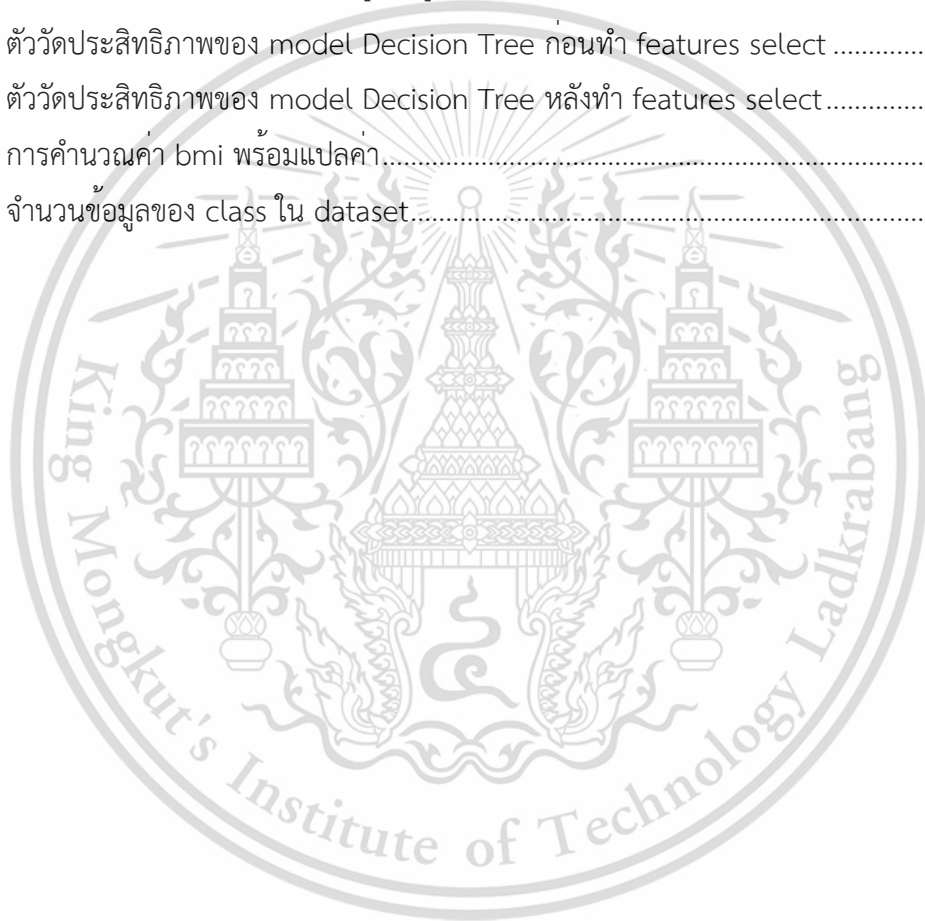 ตัววัดประสิทธิภาพของ model Decision Tree ก่อนทำ features select .............
ตัววัดประสิทธิภาพของ model Decision Tree หลังทำ features select..............
การคำนวณค่า bmi พร้อมแปลค่า............................................................................
จำนวนข้อมูลของ class ใน dataset........................................................................
King Mongkut's Institute of Technology Ladkrabang